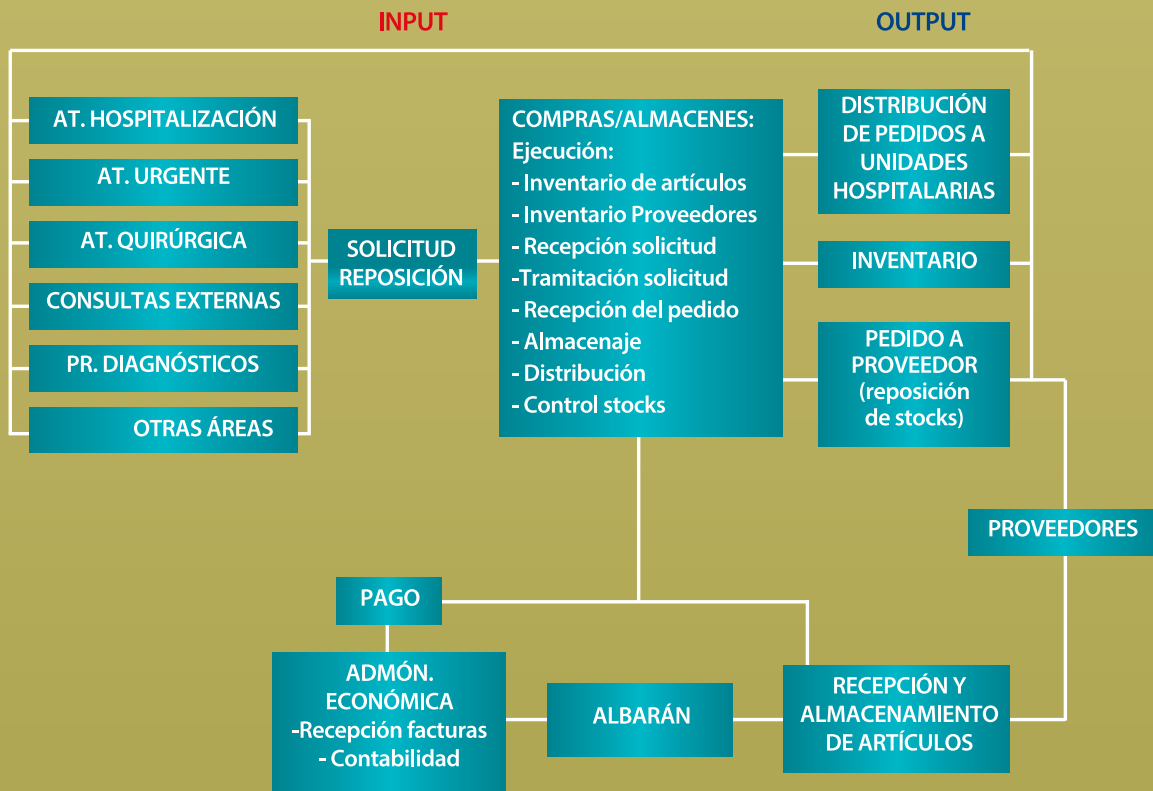 INPUT
OUTPUT
AT. HOSPITALIZACIÓN
AT. URGENTE
AT. QUIRÚRGICA
CONSULTAS EXTERNAS
PR. DIAGNÓSTICOS
OTRAS ÁREAS
SOLICITUD
REPOSICIÓN
COMPRAS/ALMACENES:
Ejecución:
- Inventario de artículos
- Inventario Proveedores
- Recepción solicitud
-Tramitación solicitud
- Recepción del pedido
- Almacenaje
- Distribución
- Control stocks
DISTRIBUCIÓN
DE PEDIDOS A
UNIDADES
HOSPITALARIAS
INVENTARIO
PEDIDO A
PROVEEDOR
(reposición
de stocks)
PROVEEDORES
PAGO
ADMÓN.
ECONÓMICA
-Recepción facturas
- Contabilidad
ALBARÁN
RECEPCIÓN Y
ALMACENAMIENTO
DE ARTÍCULOS